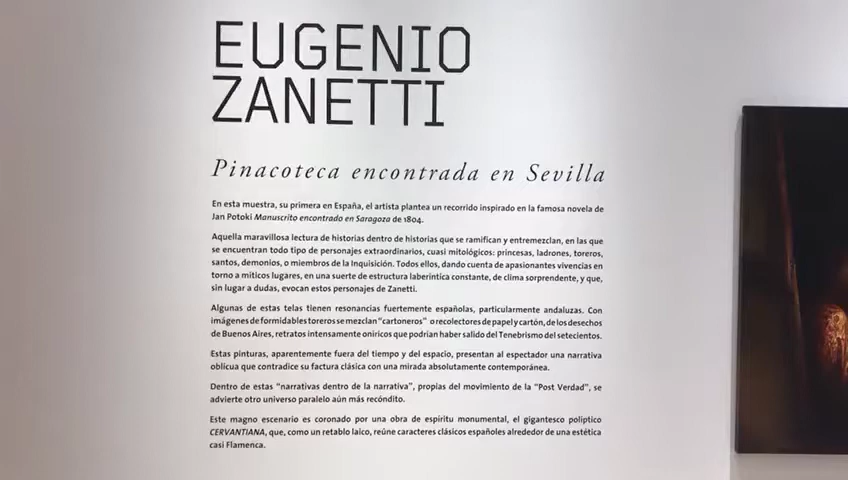 EUGENIO
ZANETTI
Pinacoteca encontrada en Sevilla
En esta muestra, su primera en España, el artista plantea un recorrido inspirado en la famosa novela de
Jan Potoki Manuscrito encontrado en Saragoza de 1804.
Aquella maravillosa lectura de historias dentro de historias que se ramifican y entremezclan, en las que
se encuentran todo tipo de personajes extraordinarios, cuasi mitológicos: princesas, ladrones, toreros,
santos, demonios, o miembros de la Inquisición. Todos ellos, dando cuenta de apasionantes vivencias en
torno a míticos lugares, en una suerte de estructura laberíntica constante, de clima sorprendente, y que,
sin lugar a dudas, evocan estos personajes de Zanetti.
Algunas de estas telas tienen resonancias fuertemente españolas, particularmente andaluzas. Con
imágenes de formidables toreros se mezclan "cartoneros" o recolectores de papel y cartón, de los desechos
de Buenos Aires, retratos intensamente oníricos que podrían haber salido del Tenebrismo del setecientos.
Estas pinturas, aparentemente fuera del tiempo y del espacio, presentan al espectador una narrativa
oblicua que contradice su factura clásica con una mirada absolutamente contemporánea.
Dentro de estas "narrativas dentro de la narrativa", propias del movimiento de la "Post Verdad", se
advierte otro universo paralelo aún más recóndito.
Este magno escenario es coronado por una obra de espíritu monumental, el gigantesco políptico
CERVANTIANA, que, como un retablo laico, reúne caracteres clásicos españoles alrededor de una estética
casi Flamenca.